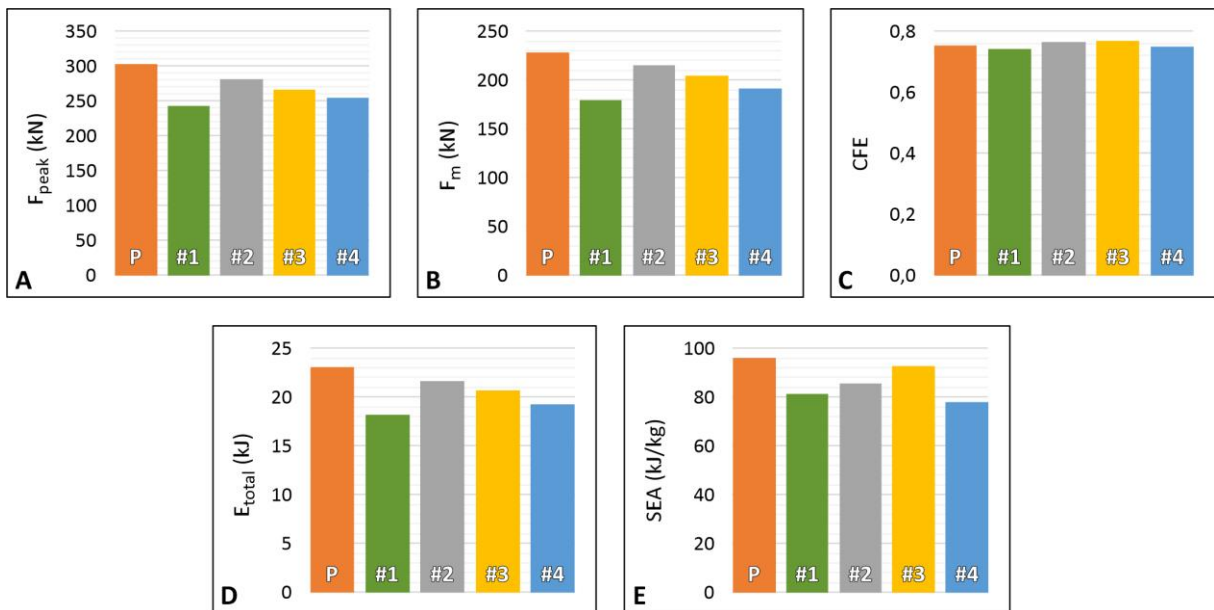 350
300
250
200
150
100
50
0
F_peak (kN)
P #1 #2 #3 #4
A
250
200
150
100
50
0
F_m (kN)
P #1 #2 #3 #4
B
0,8
0,6
0,4
0,2
0,0
CFE
P #1 #2 #3 #4
C
25
20
15
10
5
0
E_total (kJ)
P #1 #2 #3 #4
D
100
80
60
40
20
0
SEA (kJ/kg)
P #1 #2 #3 #4
E